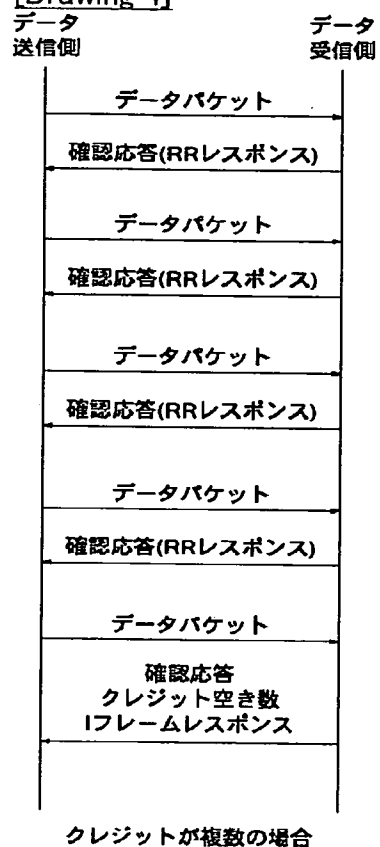 [Drawing 4]
データ
送信側
データ
受信側
データパケット
確認応答(RRレスポンス)
データパケット
確認応答(RRレスポンス)
データパケット
確認応答(RRレスポンス)
データパケット
確認応答(RRレスポンス)
データパケット
確認応答
クレジット空き数
Iフレームレスポンス
クレジットが複数の場合